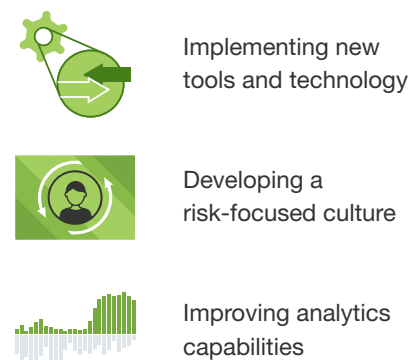 Implementing new
tools and technology
Developing a
risk-focused culture
Improving analytics
capabilities